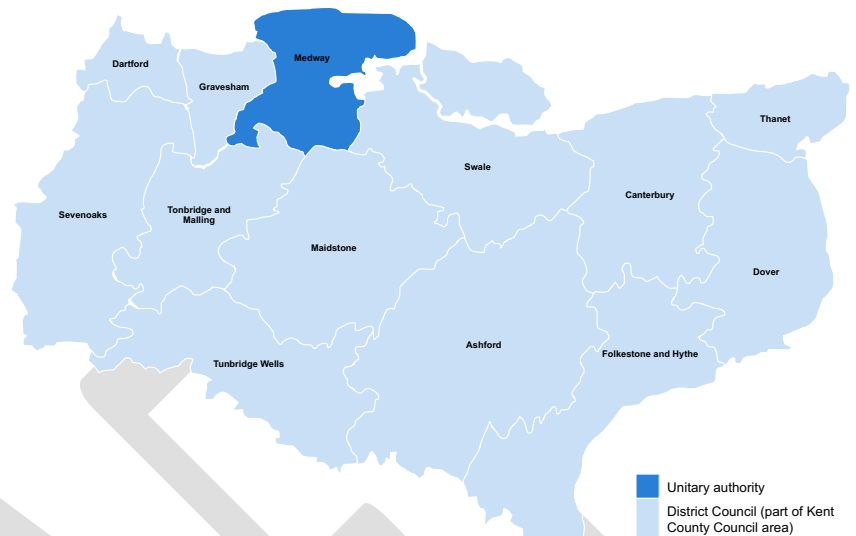 Medway
Dartford
Gravesham
Thanet
Swale
Canterbury
Sevenoaks
Tonbridge and
Malling
Maidstone
Dover
Ashford
Folkestone and Hythe
Tunbridge Wells
Unitary authority
District Council (part of Kent
County Council area)